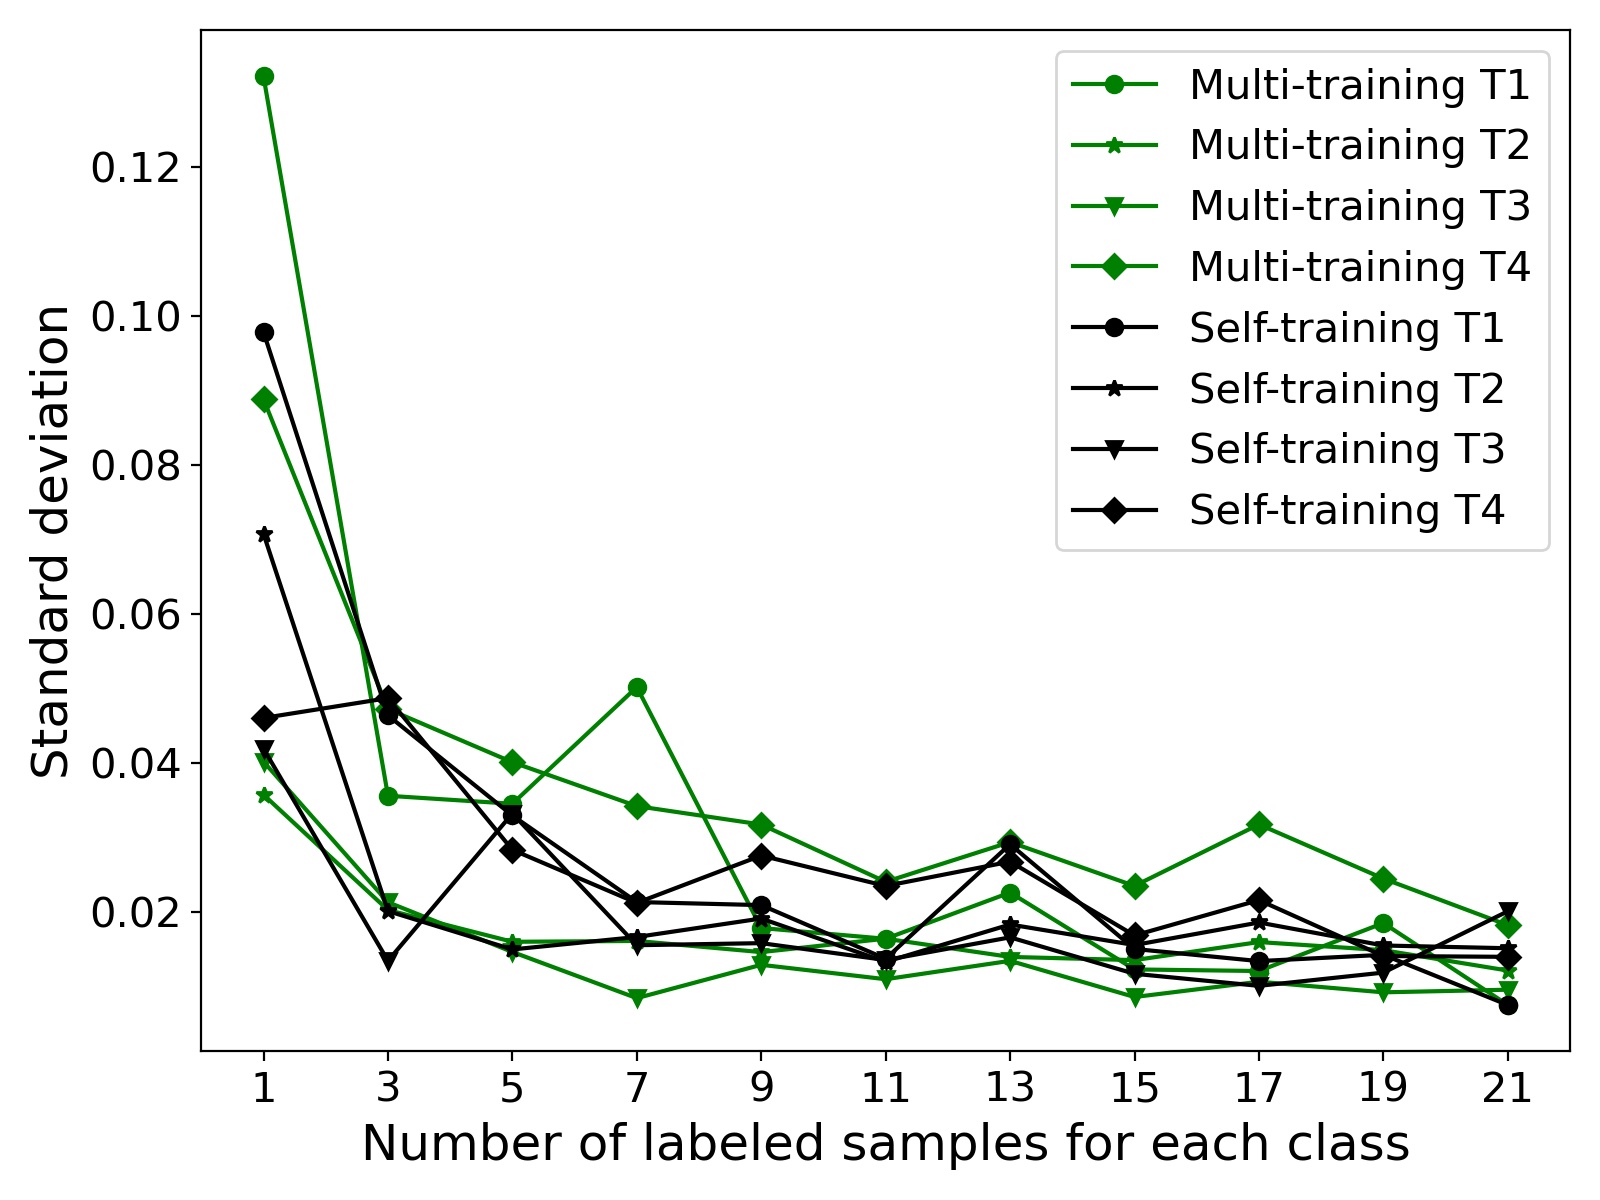 Multi-training T1
Multi-training T2
Multi-training T3
Multi-training T4
Self-training T1
Self-training T2
Self-training T3
Self-training T4
Standard deviation
0.12
0.10
0.08
0.06
0.04
0.02
1 3 5 7 9 11 13 15 17 19 21
Number of labeled samples for each class